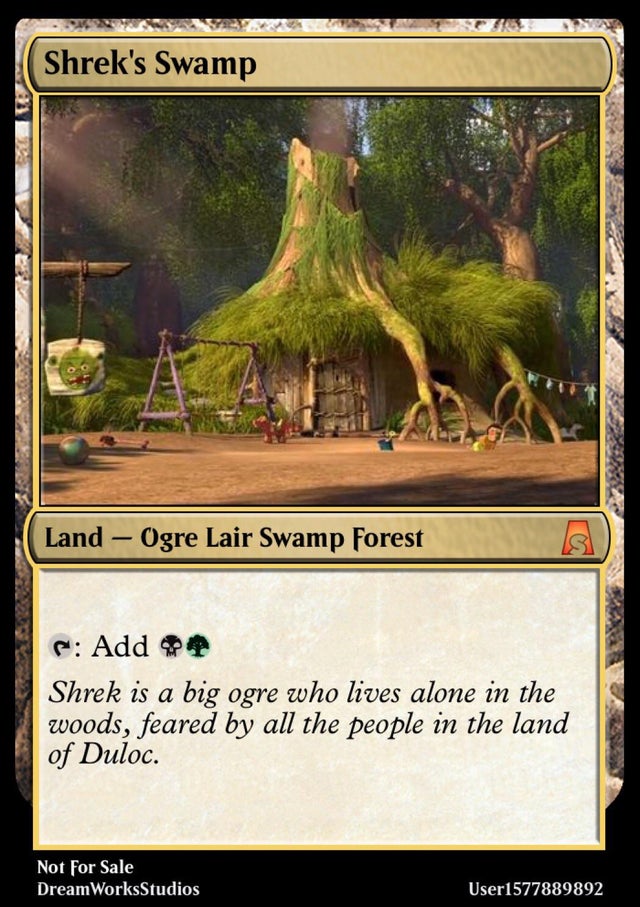 Shrek's Swamp
Land — Ogre Lair Swamp Forest
S
: Add
Shrek is a big ogre who lives alone in the
woods, feared by all the people in the land
of Duloc.
Not For Sale
DreamWorksStudios
User1577889892